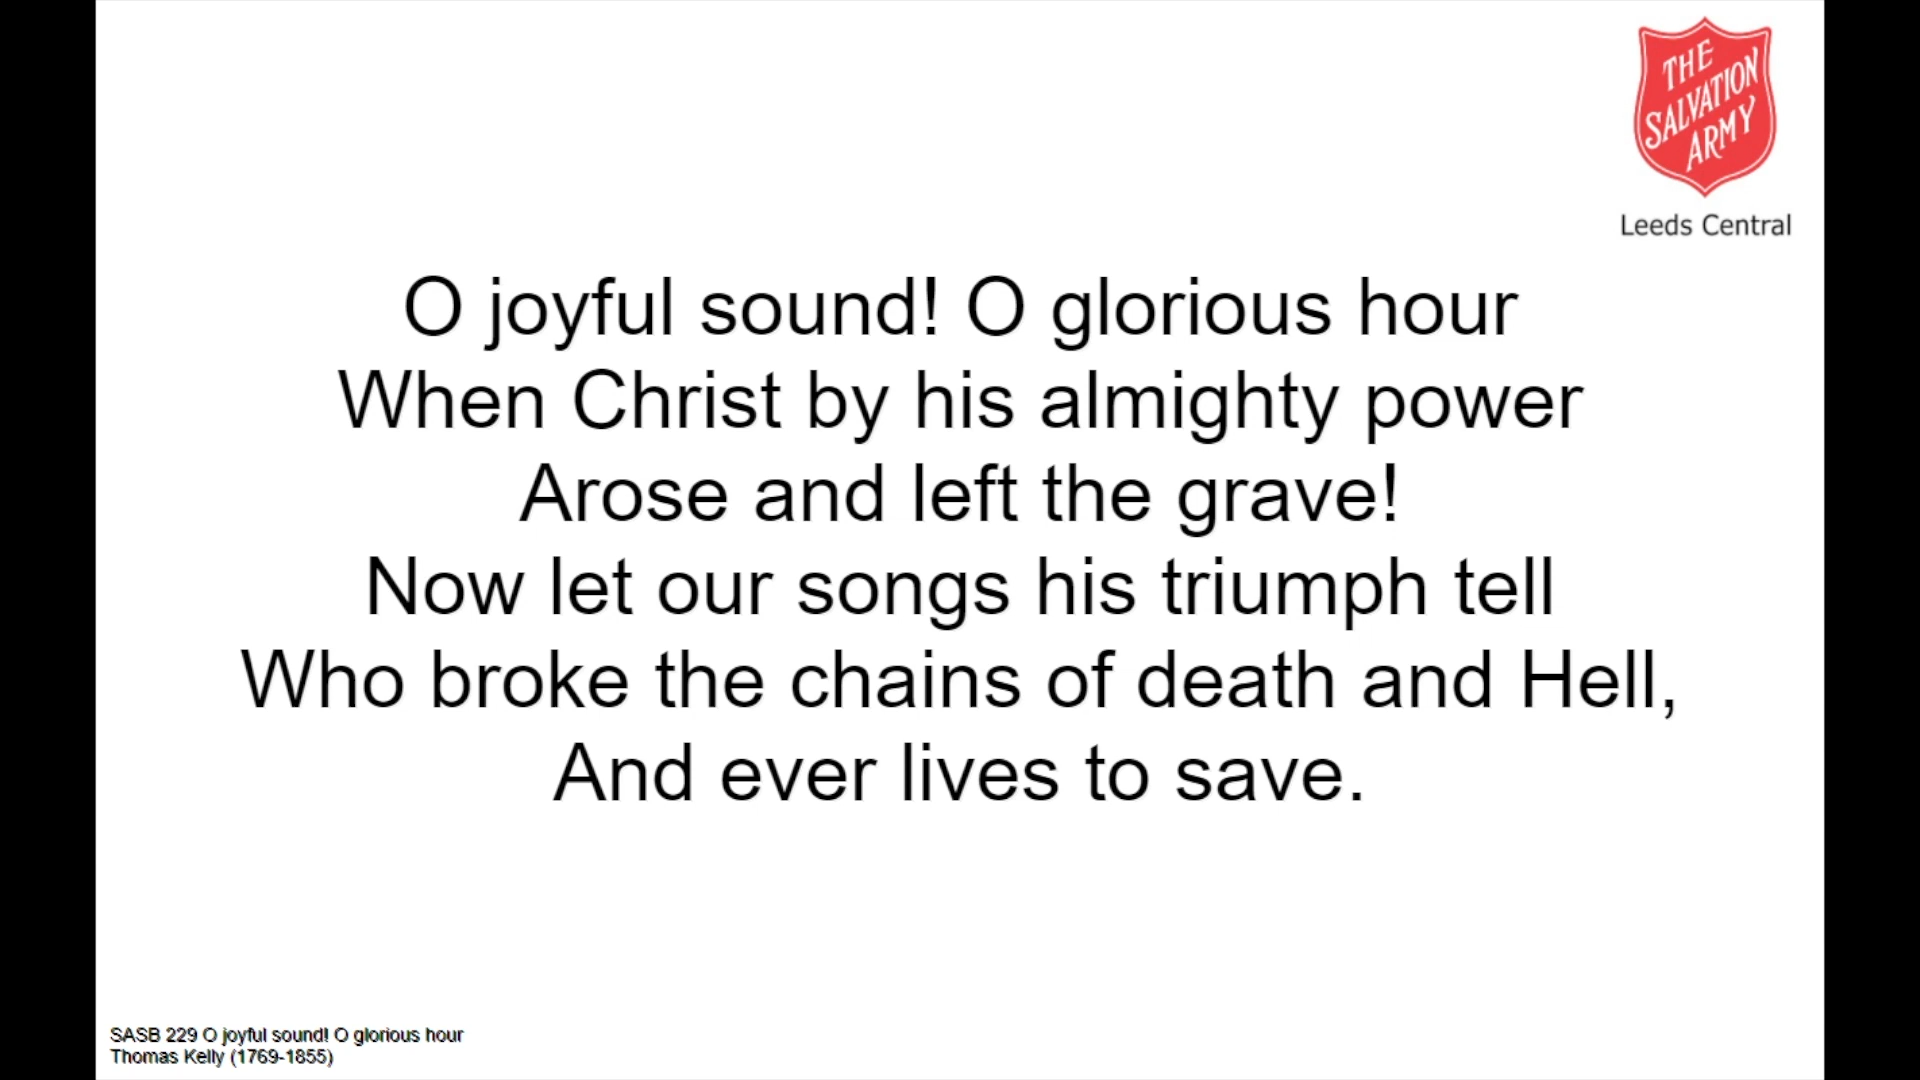 THE
SALVATION
ARMY
Leeds Central
O joyful sound! O glorious hour
When Christ by his almighty power
Arose and left the grave!
Now let our songs his triumph tell
Who broke the chains of death and Hell,
And ever lives to save.
SASB 229 O joyful sound! O glorious hour
Thomas Kelly (1769-1855)